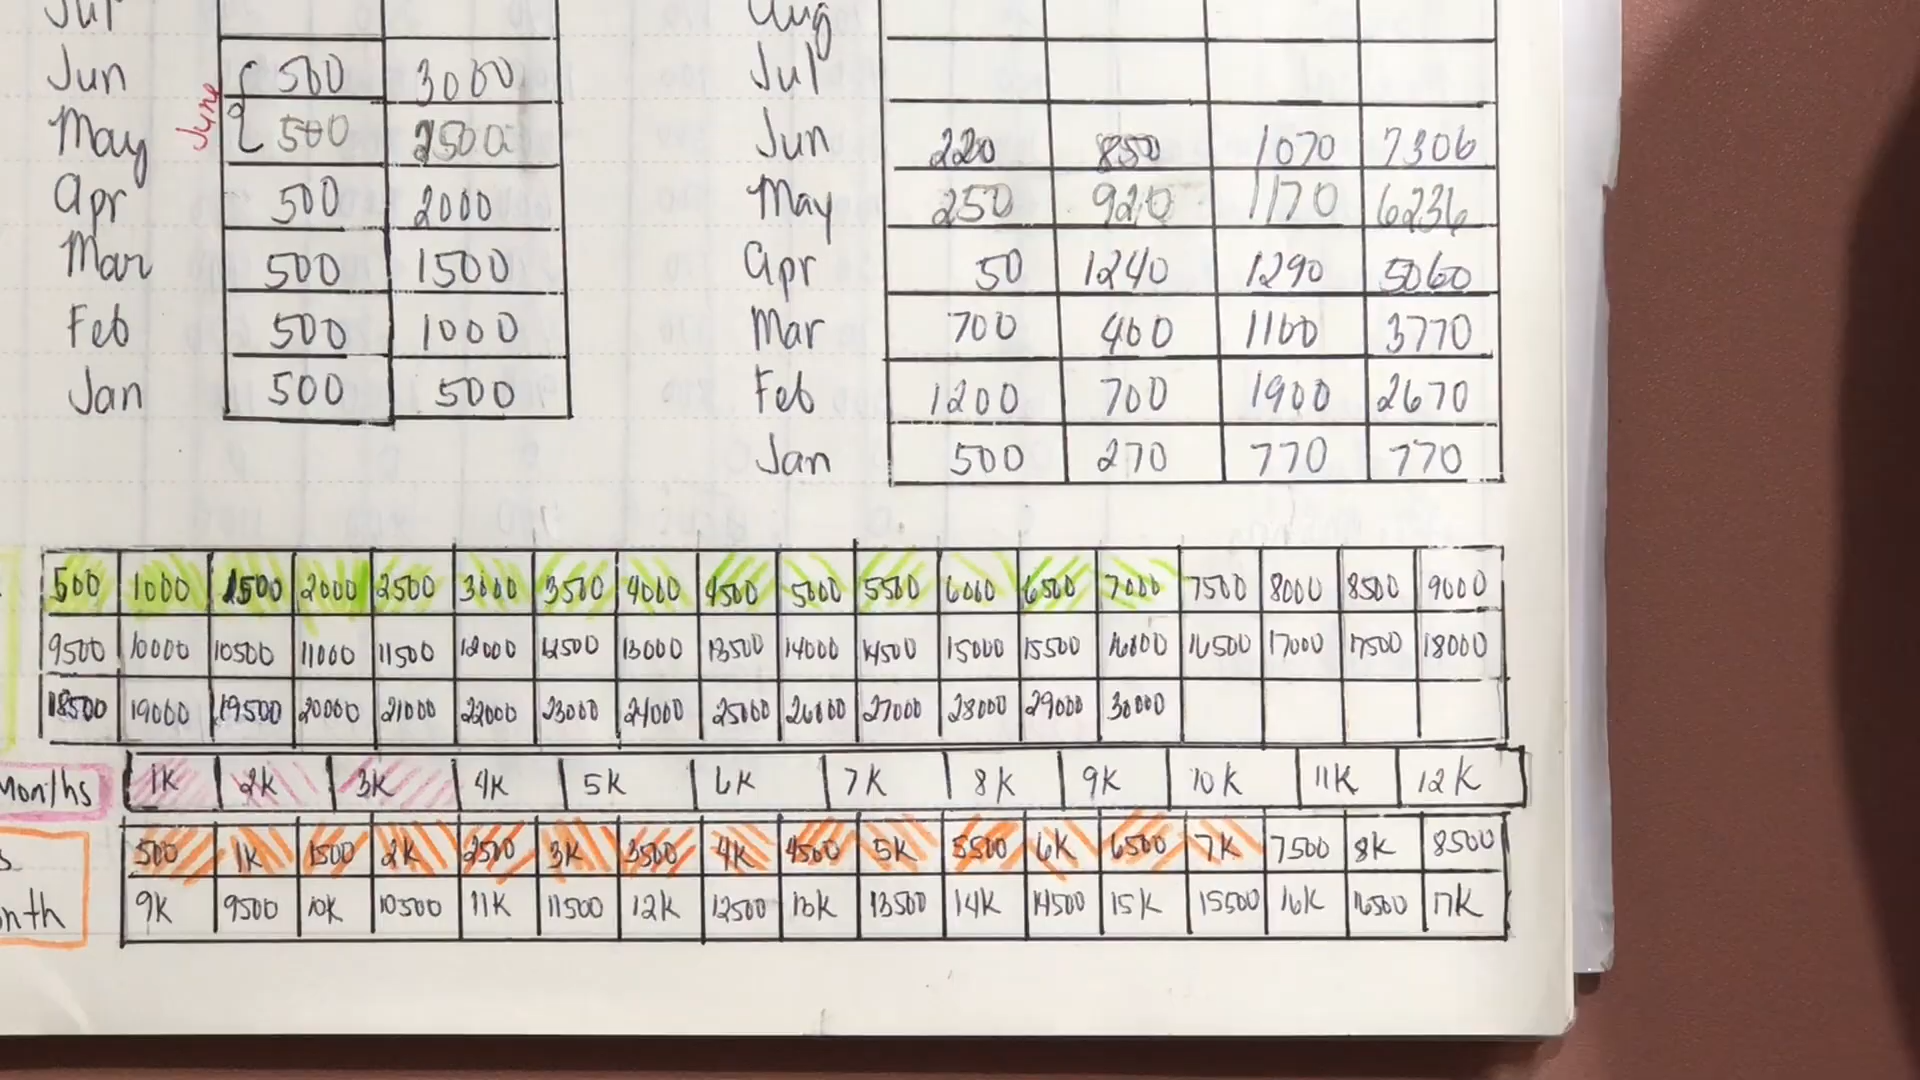 Jul
Jun 500 3000
June
May 500 2500
Apr 500 2000
Mar 500 1500
Feb 500 1000
Jan 500 500
Aug
Jul
Jun 220 850 1070 7306
May 250 920 1170 6236
Apr 50 1240 1290 5060
Mar 700 400 1100 3770
Feb 1200 700 1900 2670
Jan 500 270 770 770
500 1000 1500 2000 2500 3000 3500 4000 4500 5000 5500 6000 6500 7000 7500 8000 8500 9000
9500 10000 10500 11000 11500 12000 12500 13000 13500 14000 14500 15000 15500 16000 16500 17000 17500 18000
18500 19000 19500 20000 21000 22000 23000 24000 25000 26000 27000 28000 29000 30000
Months 1K 2K 3K 4K 5K 6K 7K 8K 9K 10K 11K 12K
s 500 1K 1500 2K 2500 3K 3500 4K 4500 5K 5500 6K 6500 7K 7500 8K 8500
nth 9K 9500 10K 10500 11K 11500 12K 12500 13K 13500 14K 14500 15K 15500 16K 16500 17K